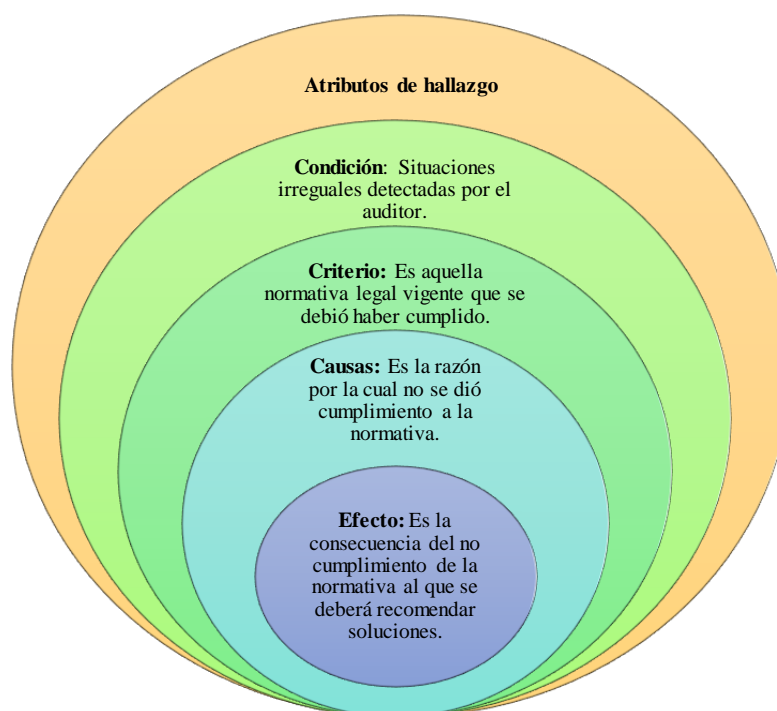 Atributos de hallazgo
Condición: Situaciones
irreguales detectadas por el
auditor.
Criterio: Es aquella
normativa legal vigente que se
debió haber cumplido.
Causas: Es la razón
por la cual no se dió
cumplimiento a la
normativa.
Efecto: Es la
consecuencia del no
cumplimiento de la
normativa al que se
deberá recomendar
soluciones.